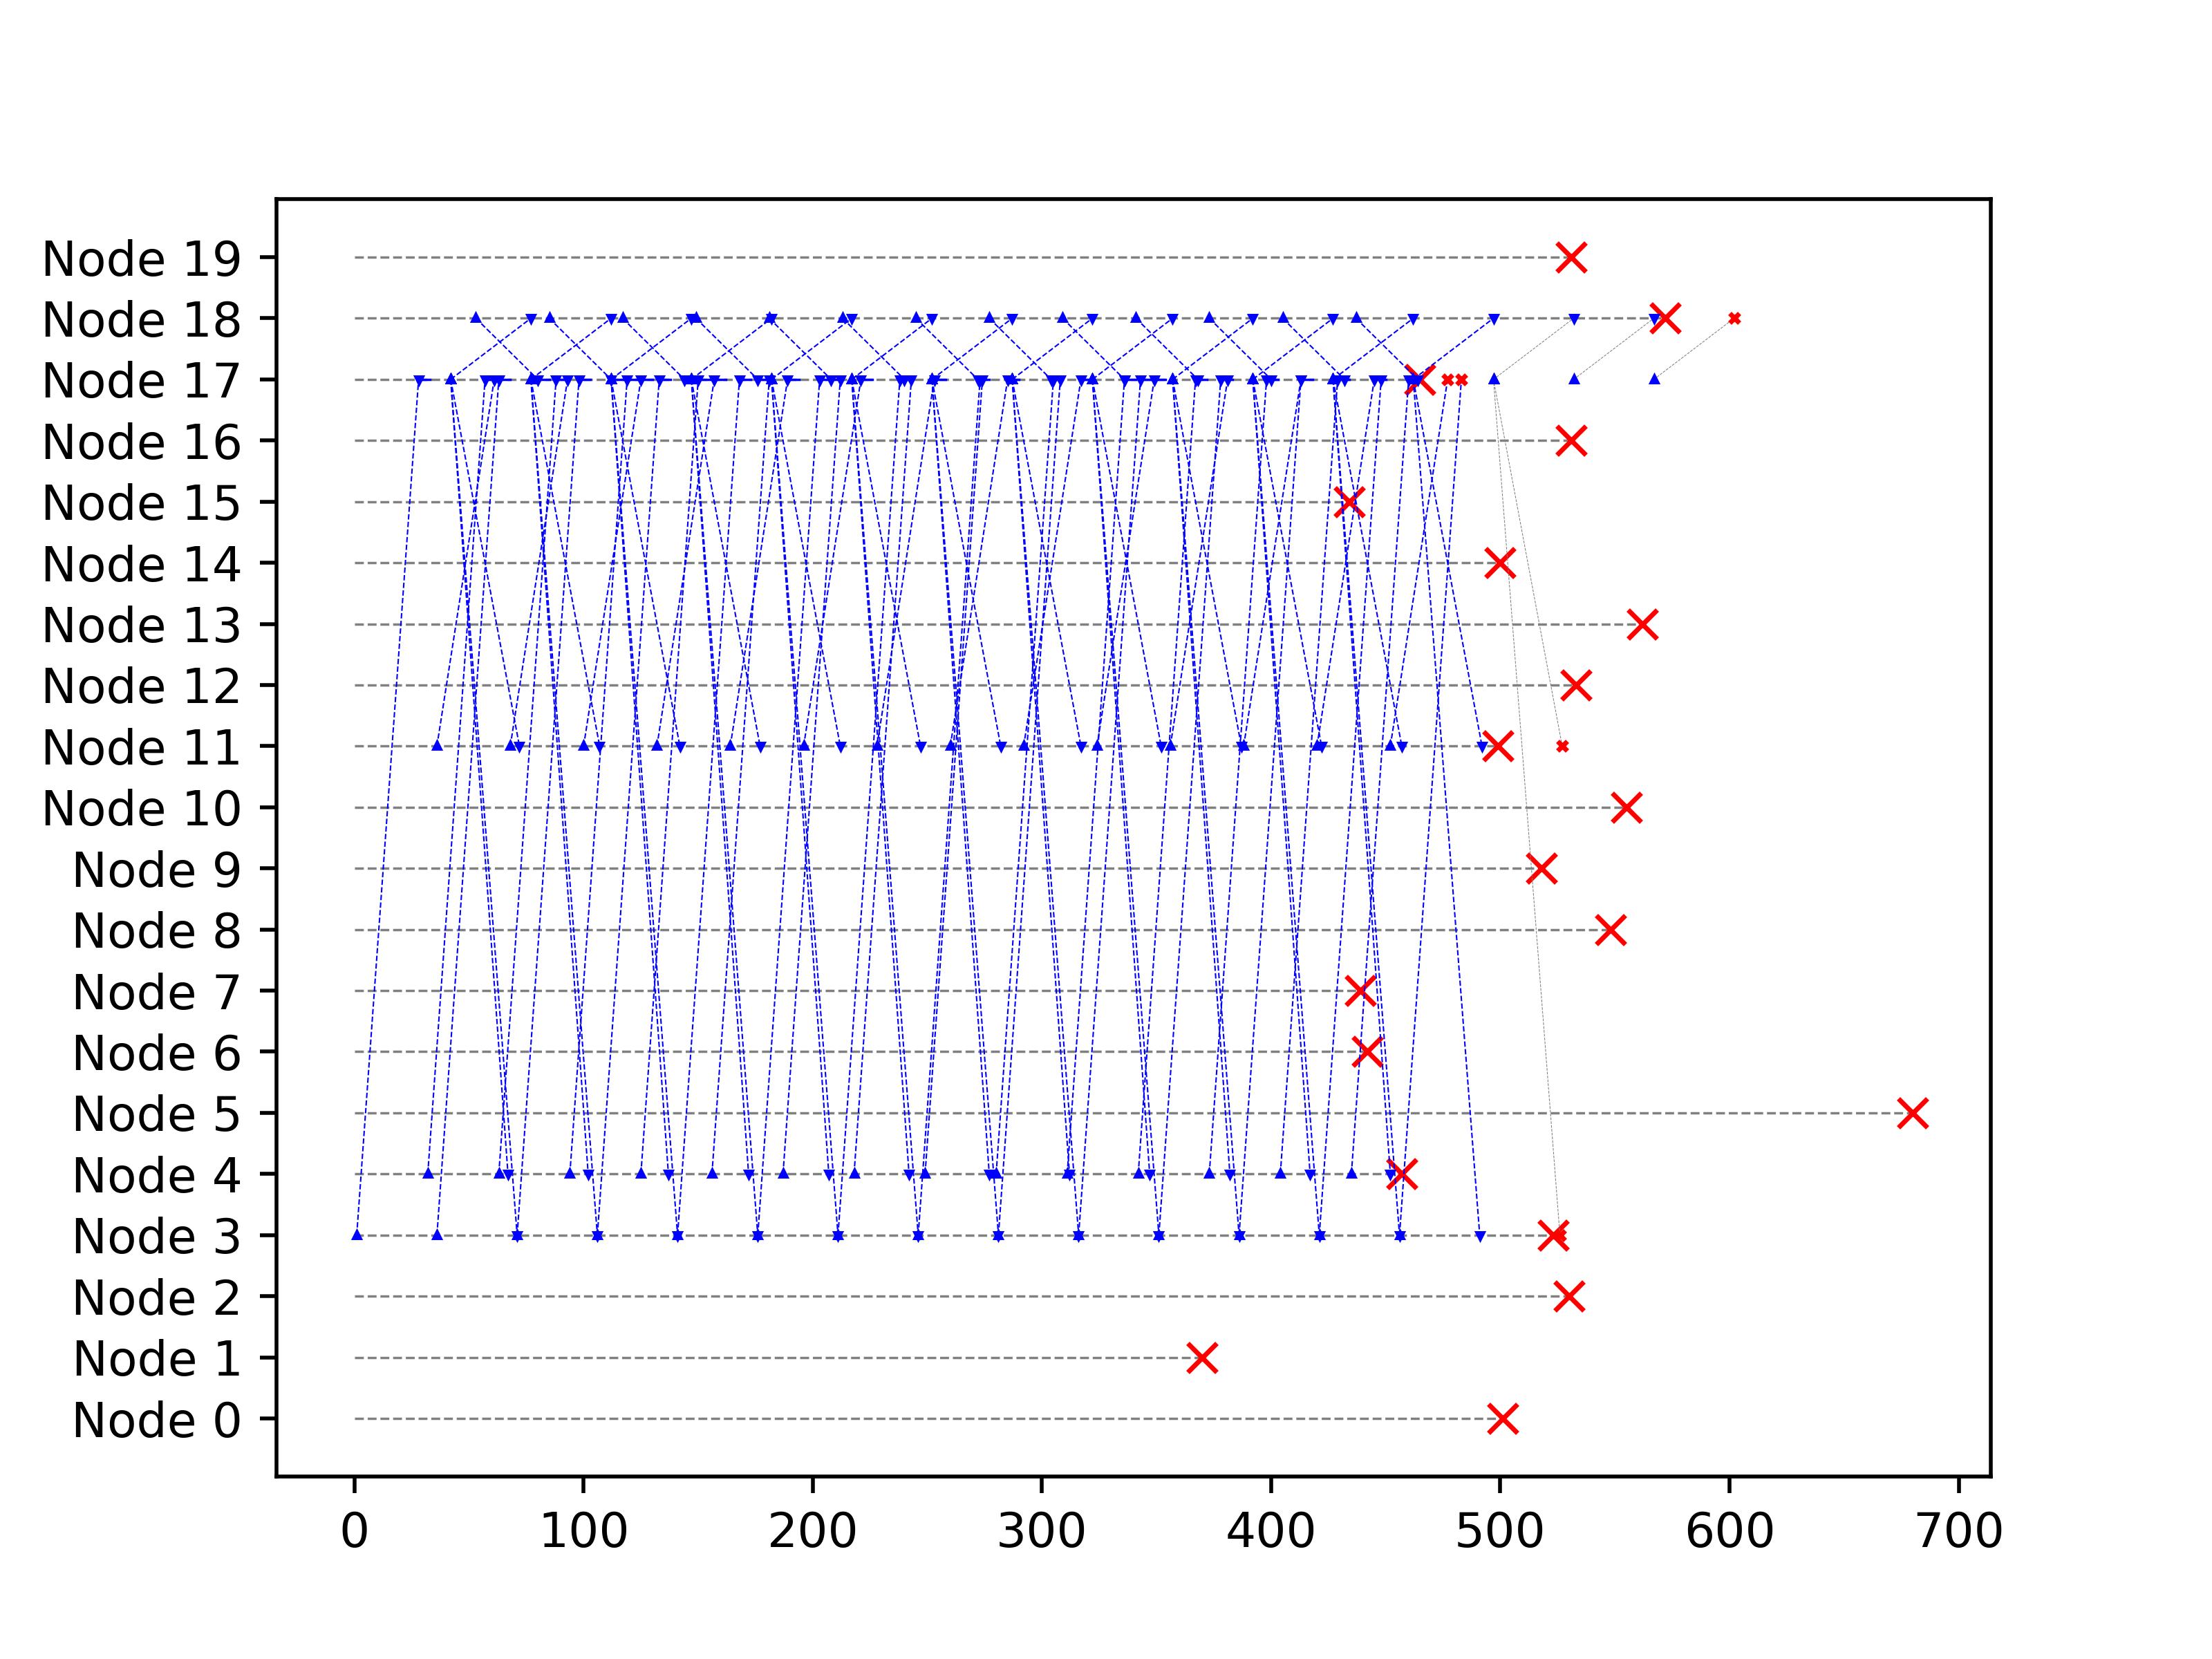 Node 19
Node 18
Node 17
Node 16
Node 15
Node 14
Node 13
Node 12
Node 11
Node 10
Node 9
Node 8
Node 7
Node 6
Node 5
Node 4
Node 3
Node 2
Node 1
Node 0
0 100 200 300 400 500 600 700